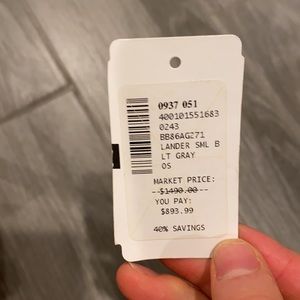 0937 051
400101551683
0243
BB86AG271
LANDER SML B
LT GRAY
OS
MARKET PRICE:
$1490.00
YOU PAY:
$893.99
40% SAVINGS